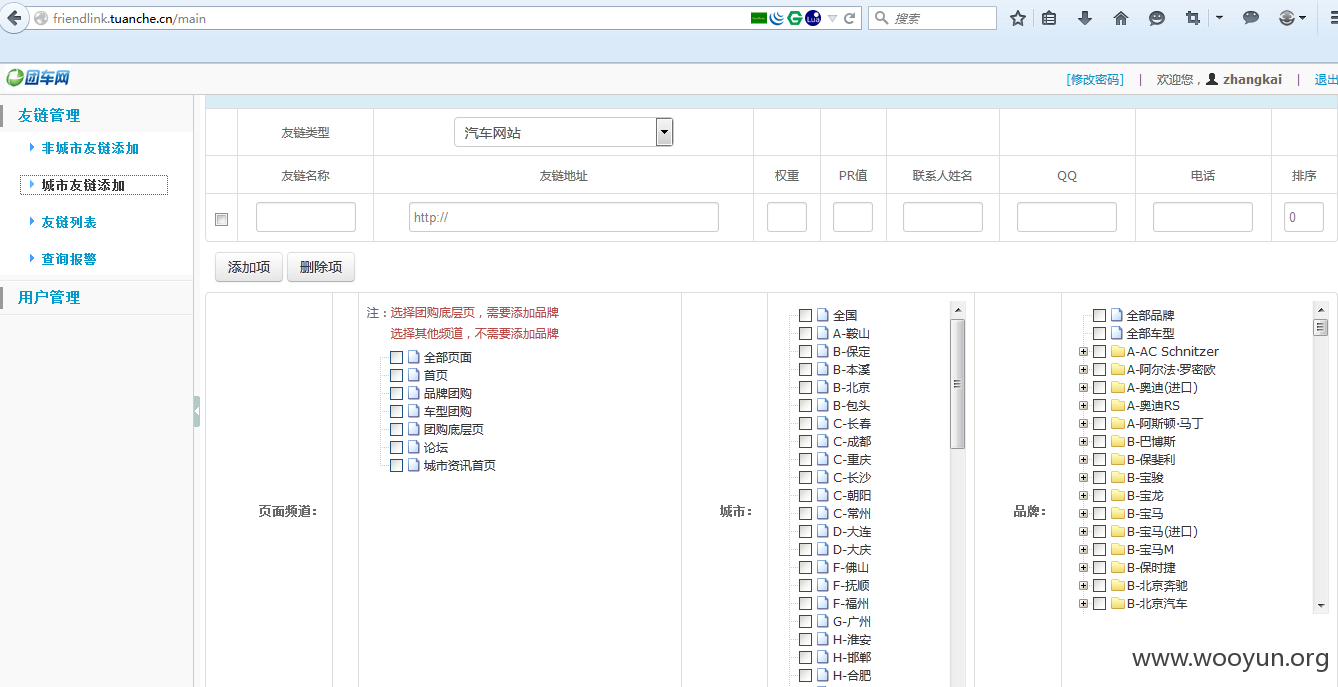 friendlink.tuanche.cn/main
搜索
团车网
[修改密码] | 欢迎您， zhangkai | 退出
友链管理
非城市友链添加
城市友链添加
友链列表
查询报警
用户管理
友链类型
汽车网站
友链名称 友链地址 权重 PR值 联系人姓名 QQ 电话 排序
http:// 0
添加项 删除项
页面频道：
注：选择团购底层页，需要添加品牌
选择其他频道，不需要添加品牌
全部页面
首页
品牌团购
车型团购
团购底层页
论坛
城市资讯首页
城市：
全国
A-鞍山
B-保定
B-本溪
B-北京
B-包头
C-长春
C-成都
C-重庆
C-长沙
C-朝阳
C-常州
D-大连
D-大庆
F-佛山
F-抚顺
F-福州
G-广州
H-淮安
H-邯郸
H-合肥
品牌：
全部品牌
全部车型
A-AC Schnitzer
A-阿尔法·罗密欧
A-奥迪(进口)
A-奥迪RS
A-阿斯顿·马丁
B-巴博斯
B-保斐利
B-宝骏
B-宝龙
B-宝马
B-宝马(进口)
B-宝马M
B-保时捷
B-北京奔驰
B-北京汽车
www.wooyun.org